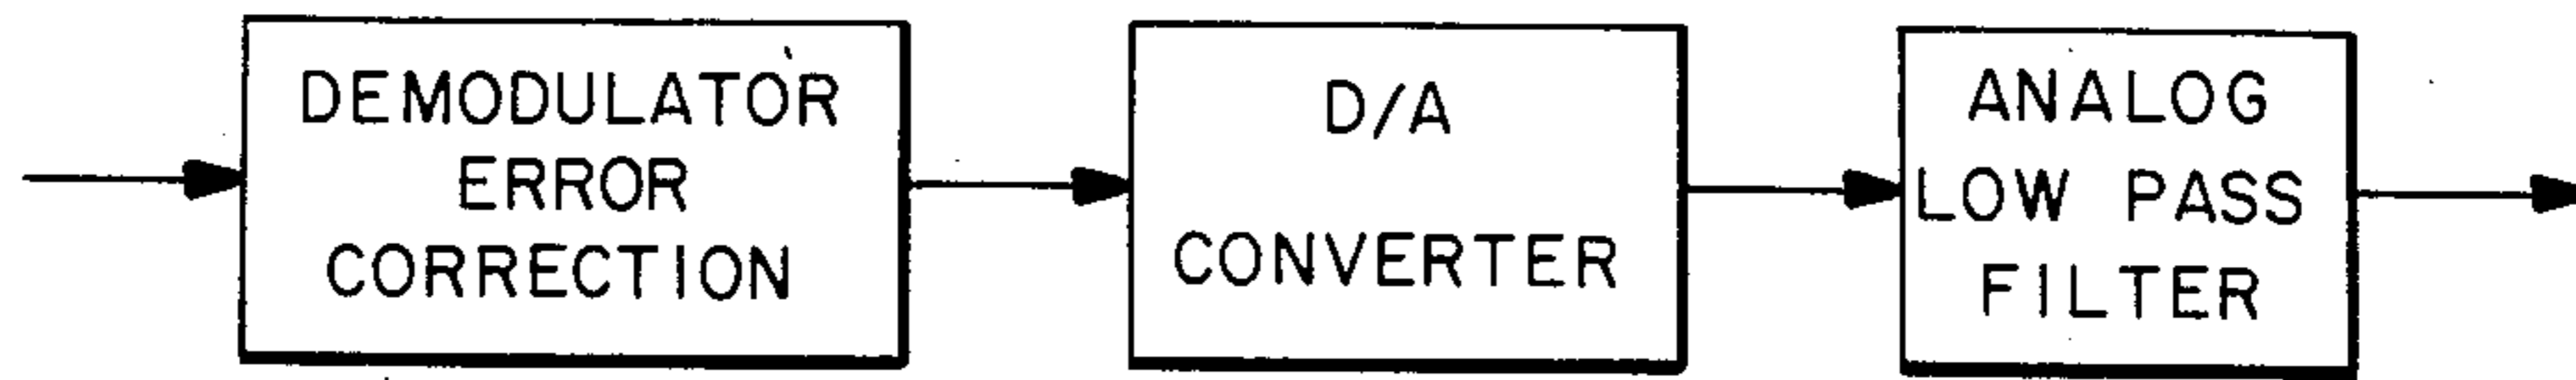 DEMODULATOR
ERROR
CORRECTION
D/A
CONVERTER
ANALOG
LOW PASS
FILTER